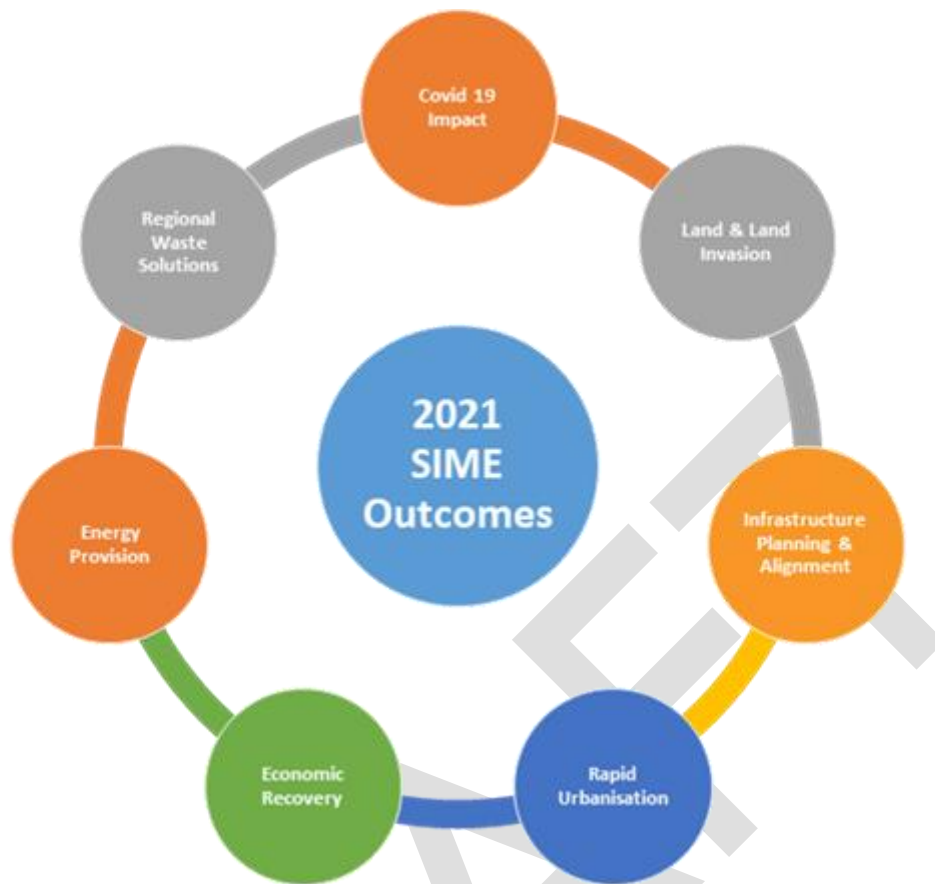 Covid 19
Impact
Land & Land
Invasion
Infrastructure
Planning &
Alignment
Rapid
Urbanisation
Economic
Recovery
Energy
Provision
Regional
Waste
Solutions
2021
SIME
Outcomes